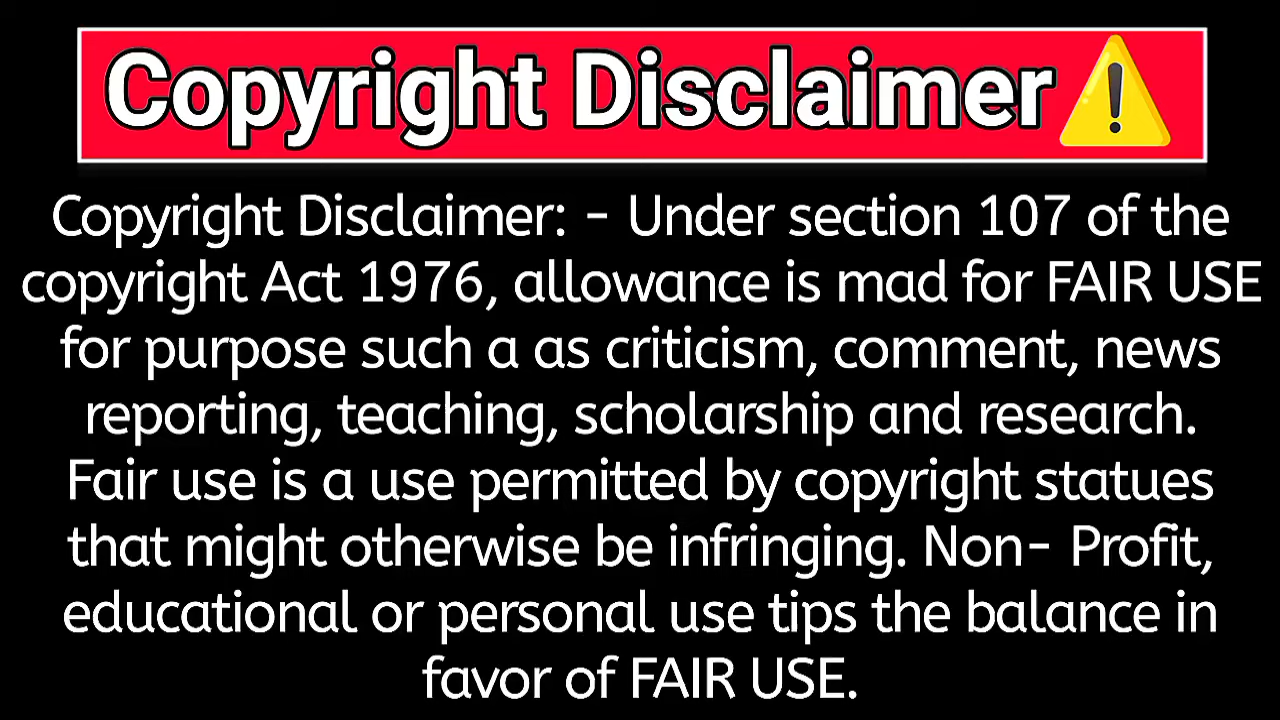 Copyright Disclaimer⚠️
Copyright Disclaimer: - Under section 107 of the
copyright Act 1976, allowance is mad for FAIR USE
for purpose such a as criticism, comment, news
reporting, teaching, scholarship and research.
Fair use is a use permitted by copyright statues
that might otherwise be infringing. Non- Profit,
educational or personal use tips the balance in
favor of FAIR USE.